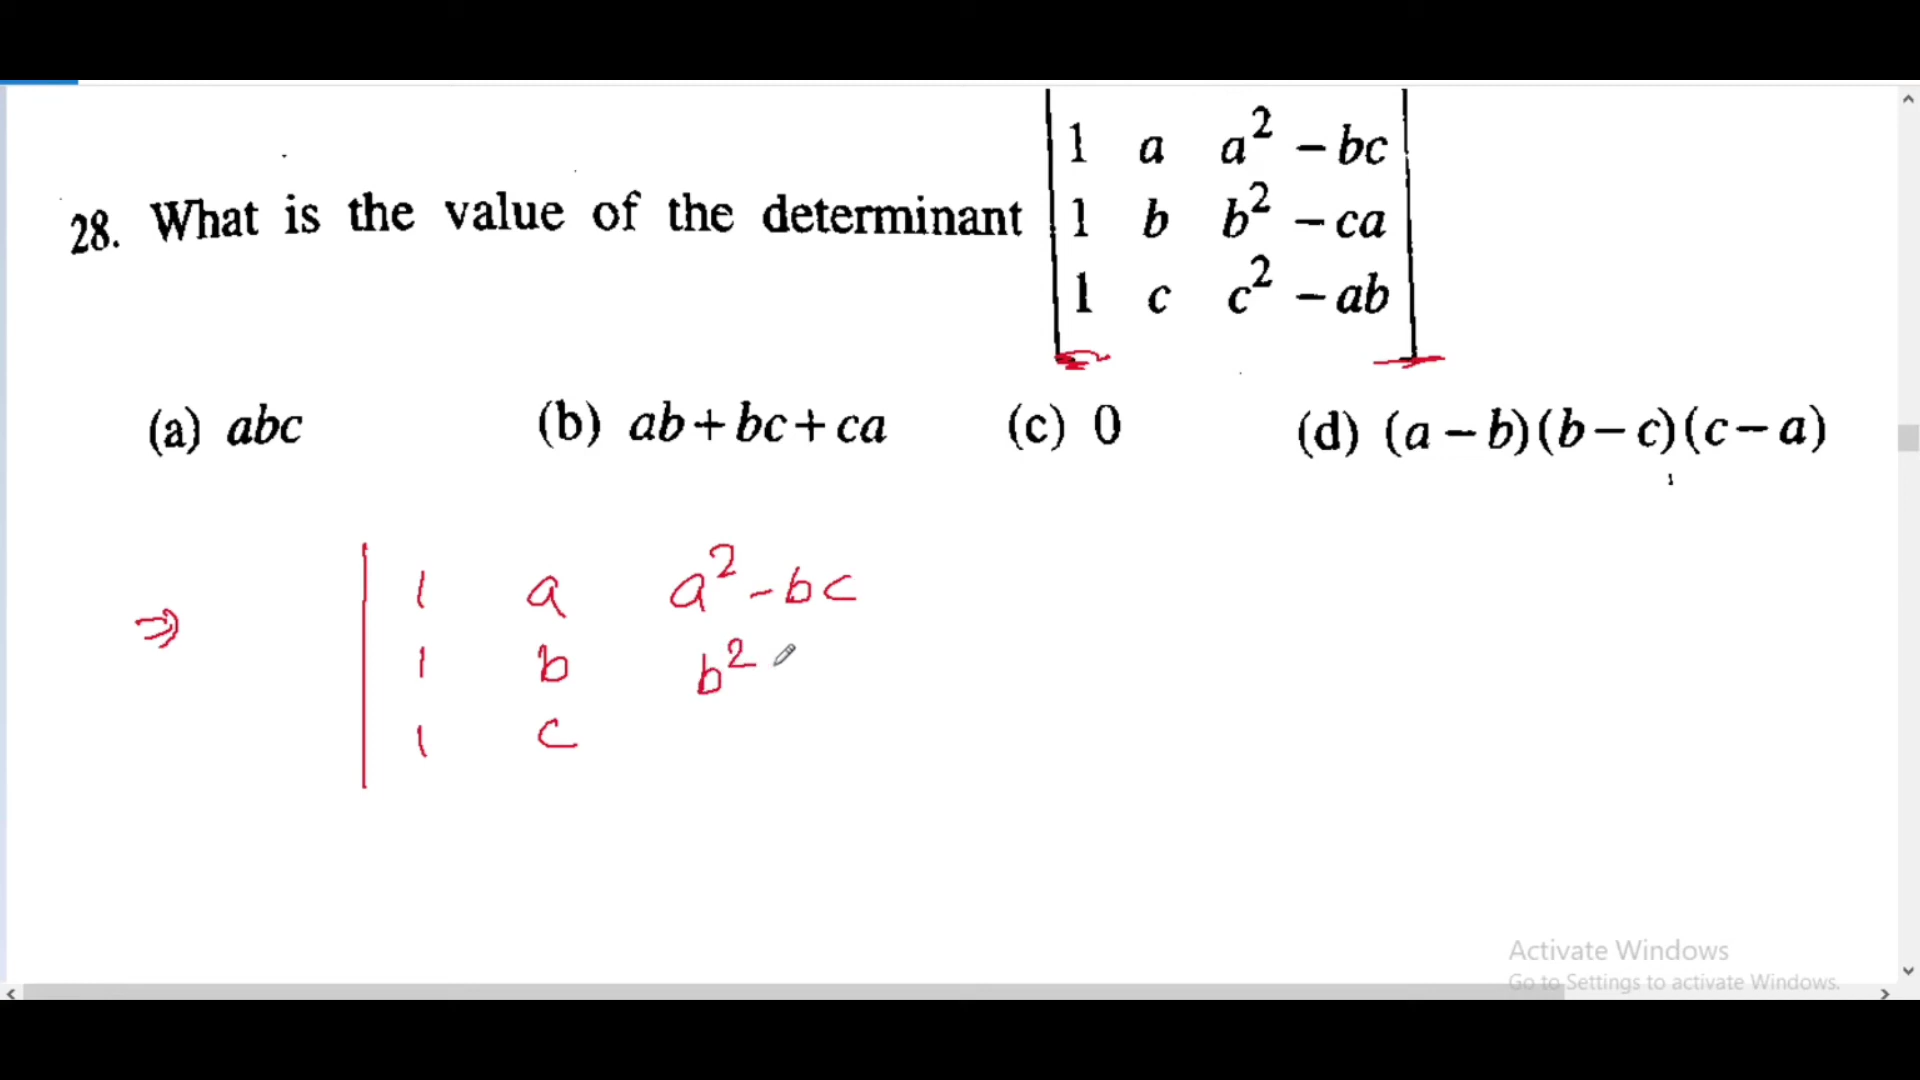 28. What is the value of the determinant
1 a a² - bc
1 b b² - ca
1 c c² - ab
(a) abc (b) ab+bc+ca (c) 0 (d) (a-b)(b-c)(c-a)
⇒ 1 a a² - bc
1 b b²
1 c
Activate Windows
Go to Settings to activate Windows.